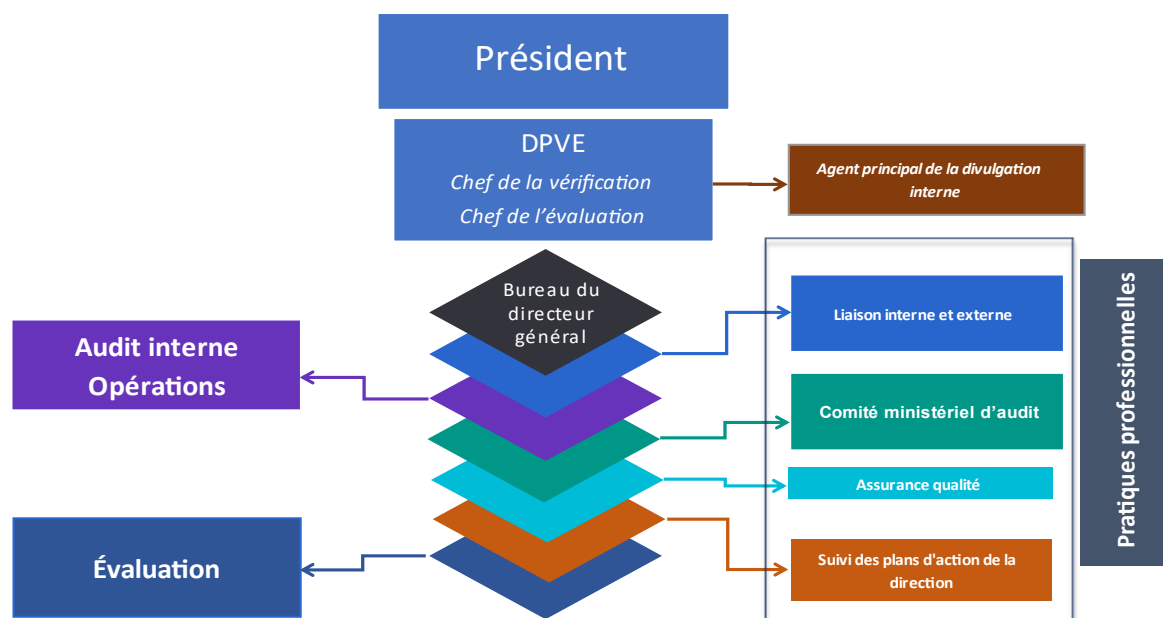 Président
DPVE
Chef de la vérification
Chef de l’évaluation
Agent principal de la divulgation
interne
Bureau du
directeur
général
Audit interne
Opérations
Évaluation
Liaison interne et externe
Comité ministériel d’audit
Assurance qualité
Suivi des plans d'action de la
direction
Pratiques professionnelles